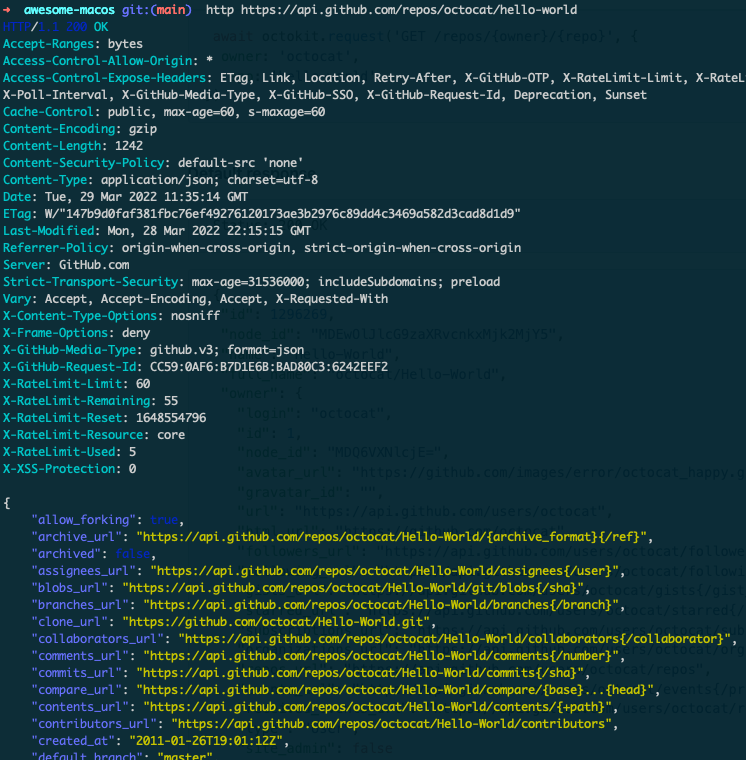 ➜  awesome-macos git:(main)  http https://api.github.com/repos/octocat/hello-world
HTTP/1.1 200 OK
Accept-Ranges: bytes
Access-Control-Allow-Origin: *
Access-Control-Expose-Headers: ETag, Link, Location, Retry-After, X-GitHub-OTP, X-RateLimit-Limit, X-RateL
X-Poll-Interval, X-GitHub-Media-Type, X-GitHub-SSO, X-GitHub-Request-Id, Deprecation, Sunset
Cache-Control: public, max-age=60, s-maxage=60
Content-Encoding: gzip
Content-Length: 1242
Content-Security-Policy: default-src 'none'
Content-Type: application/json; charset=utf-8
Date: Tue, 29 Mar 2022 11:35:14 GMT
ETag: W/"147b9d0faf381fbc76ef49276120173ae3b2976c89dd4c3469a582d3cad8d1d9"
Last-Modified: Mon, 28 Mar 2022 22:15:15 GMT
Referrer-Policy: origin-when-cross-origin, strict-origin-when-cross-origin
Server: GitHub.com
Strict-Transport-Security: max-age=31536000; includeSubdomains; preload
Vary: Accept, Accept-Encoding, Accept, X-Requested-With
X-Content-Type-Options: nosniff
X-Frame-Options: deny
X-GitHub-Media-Type: github.v3; format=json
X-GitHub-Request-Id: CC59:0AF6:B7D1E6B:BAD80C3:6242EEF2
X-RateLimit-Limit: 60
X-RateLimit-Remaining: 55
X-RateLimit-Reset: 1648554796
X-RateLimit-Resource: core
X-RateLimit-Used: 5
X-XSS-Protection: 0
{
"allow_forking": true,
"archive_url": "https://api.github.com/repos/octocat/Hello-World/{archive_format}{/ref}",
"archived": false,
"assignees_url": "https://api.github.com/repos/octocat/Hello-World/assignees{/user}",
"blobs_url": "https://api.github.com/repos/octocat/Hello-World/git/blobs{/sha}",
"branches_url": "https://api.github.com/repos/octocat/Hello-World/branches{/branch}",
"clone_url": "https://github.com/octocat/Hello-World.git",
"collaborators_url": "https://api.github.com/repos/octocat/Hello-World/collaborators{/collaborator}",
"comments_url": "https://api.github.com/repos/octocat/Hello-World/comments{/number}",
"commits_url": "https://api.github.com/repos/octocat/Hello-World/commits{/sha}",
"compare_url": "https://api.github.com/repos/octocat/Hello-World/compare/{base}...{head}",
"contents_url": "https://api.github.com/repos/octocat/Hello-World/contents/{+path}",
"contributors_url": "https://api.github.com/repos/octocat/Hello-World/contributors",
"created_at": "2011-01-26T19:01:12Z",
"default_branch": "master"